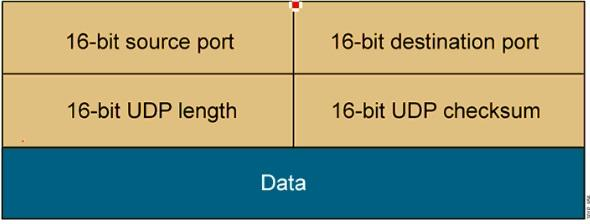 16-bit source port
16-bit destination port
16-bit UDP length
16-bit UDP checksum
Data